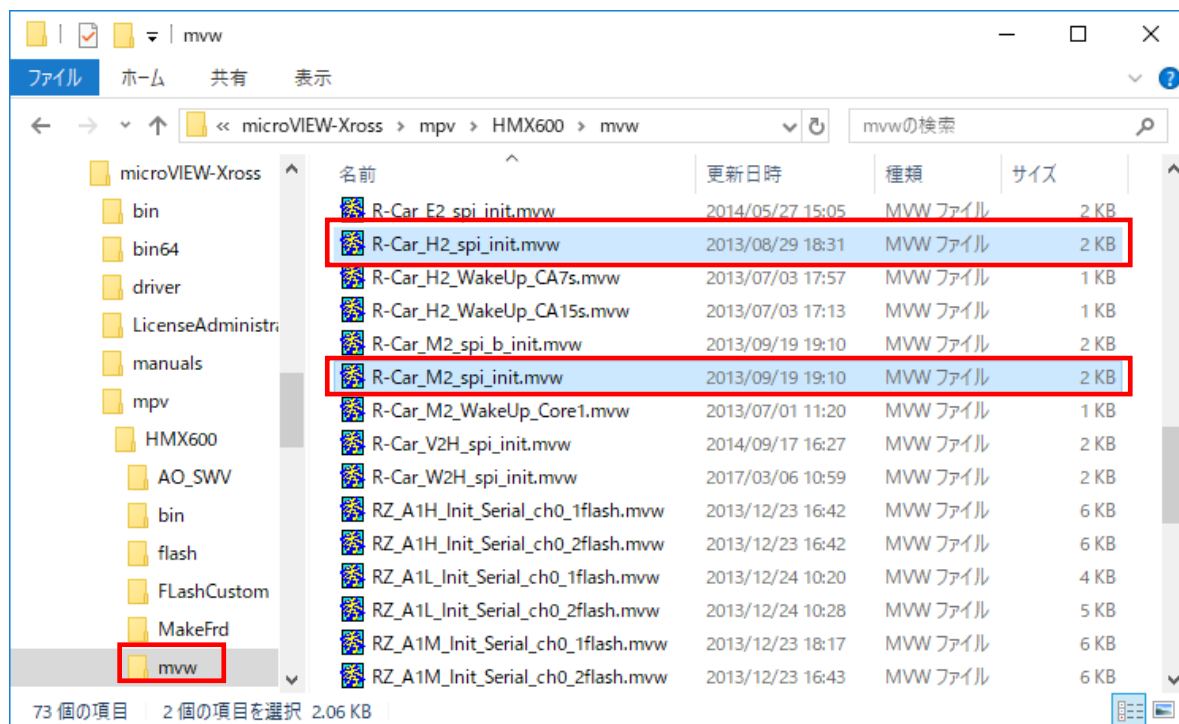 mvw
ファイル ホーム 共有 表示
« microVIEW-Xross > mpv > HMX600 > mvw mvwの検索
microVIEW-Xross
bin
bin64
driver
LicenseAdministra
manuals
mpv
HMX600
AO_SWV
bin
flash
FLashCustom
MakeFrd
mvw
名前 更新日時 種類 サイズ
R-Car_E2_spi_init.mvw 2014/05/27 15:05 MVW ファイル 2 KB
R-Car_H2_spi_init.mvw 2013/08/29 18:31 MVW ファイル 2 KB
R-Car_H2_WakeUp_CA7s.mvw 2013/07/03 17:57 MVW ファイル 1 KB
R-Car_H2_WakeUp_CA15s.mvw 2013/07/03 17:13 MVW ファイル 1 KB
R-Car_M2_spi_b_init.mvw 2013/09/19 19:10 MVW ファイル 2 KB
R-Car_M2_spi_init.mvw 2013/09/19 19:10 MVW ファイル 2 KB
R-Car_M2_WakeUp_Core1.mvw 2013/07/01 11:20 MVW ファイル 1 KB
R-Car_V2H_spi_init.mvw 2014/09/17 16:27 MVW ファイル 2 KB
R-Car_W2H_spi_init.mvw 2017/03/06 10:59 MVW ファイル 2 KB
RZ_A1H_Init_Serial_ch0_1flash.mvw 2013/12/23 16:42 MVW ファイル 6 KB
RZ_A1H_Init_Serial_ch0_2flash.mvw 2013/12/23 16:42 MVW ファイル 6 KB
RZ_A1L_Init_Serial_ch0_1flash.mvw 2013/12/24 10:20 MVW ファイル 4 KB
RZ_A1L_Init_Serial_ch0_2flash.mvw 2013/12/24 10:28 MVW ファイル 5 KB
RZ_A1M_Init_Serial_ch0_1flash.mvw 2013/12/23 18:17 MVW ファイル 6 KB
RZ_A1M_Init_Serial_ch0_2flash.mvw 2013/12/23 16:43 MVW ファイル 6 KB
73 個の項目 2 個の項目を選択 2.06 KB